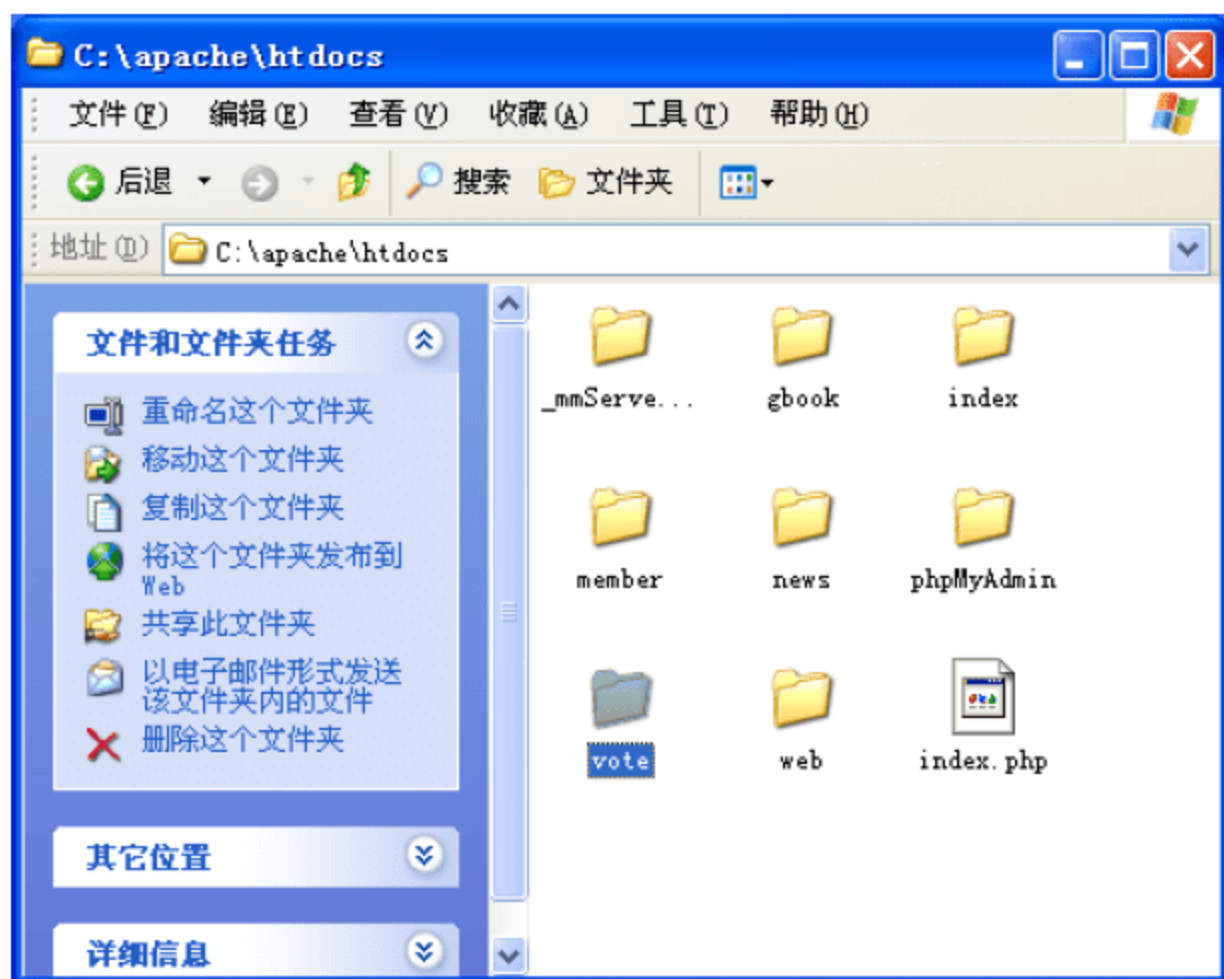 C:\apache\htdocs
文件(F) 编辑(E) 查看(V) 收藏(A) 工具(T) 帮助(H)
后退 搜索 文件夹
地址(D) C:\apache\htdocs
文件和文件夹任务
重命名这个文件夹
移动这个文件夹
复制这个文件夹
将这个文件夹发布到
Web
共享此文件夹
以电子邮件形式发送
该文件夹内的文件
删除这个文件夹
其它位置
详细信息
_mmServe... gbook index
member news phpMyAdmin
vote web index.php